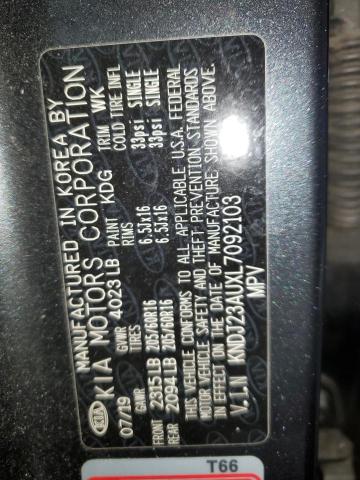 MANUFACTURED IN KOREA BY
KIA KIA MOTORS CORPORATION
07/19 GVWR 4023LB PAINT KDG TRIM WK
GAWR TIRES RIMS COLD TIRE INFL
FRONT 2315LB 205/60R16 6.5Jx16 33psi SINGLE
REAR 2094LB 205/60R16 6.5Jx16 33psi SINGLE
THIS VEHICLE CONFORMS TO ALL APPLICABLE U.S.A. FEDERAL
MOTOR VEHICLE SAFETY AND THEFT PREVENTION STANDARDS
IN EFFECT ON THE DATE OF MANUFACTURE SHOWN ABOVE.
V.I.N KNDJ23AUXL7092103
MPV
T66